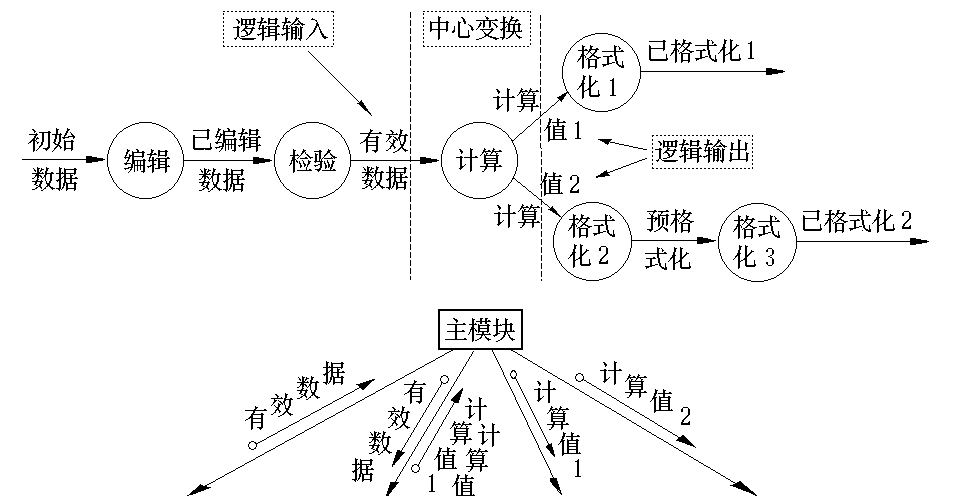 逻辑输入
中心变换
格式
化1
已格式化1
计算
值1
初始
数据
编辑
已编辑
数据
检验
有效
数据
计算
逻辑输出
值2
计算
格式
化2
预格
式化
格式
化3
已格式化2
主模块
有效数据
有效数据
计算值1
计算值
计算值1
计算值2